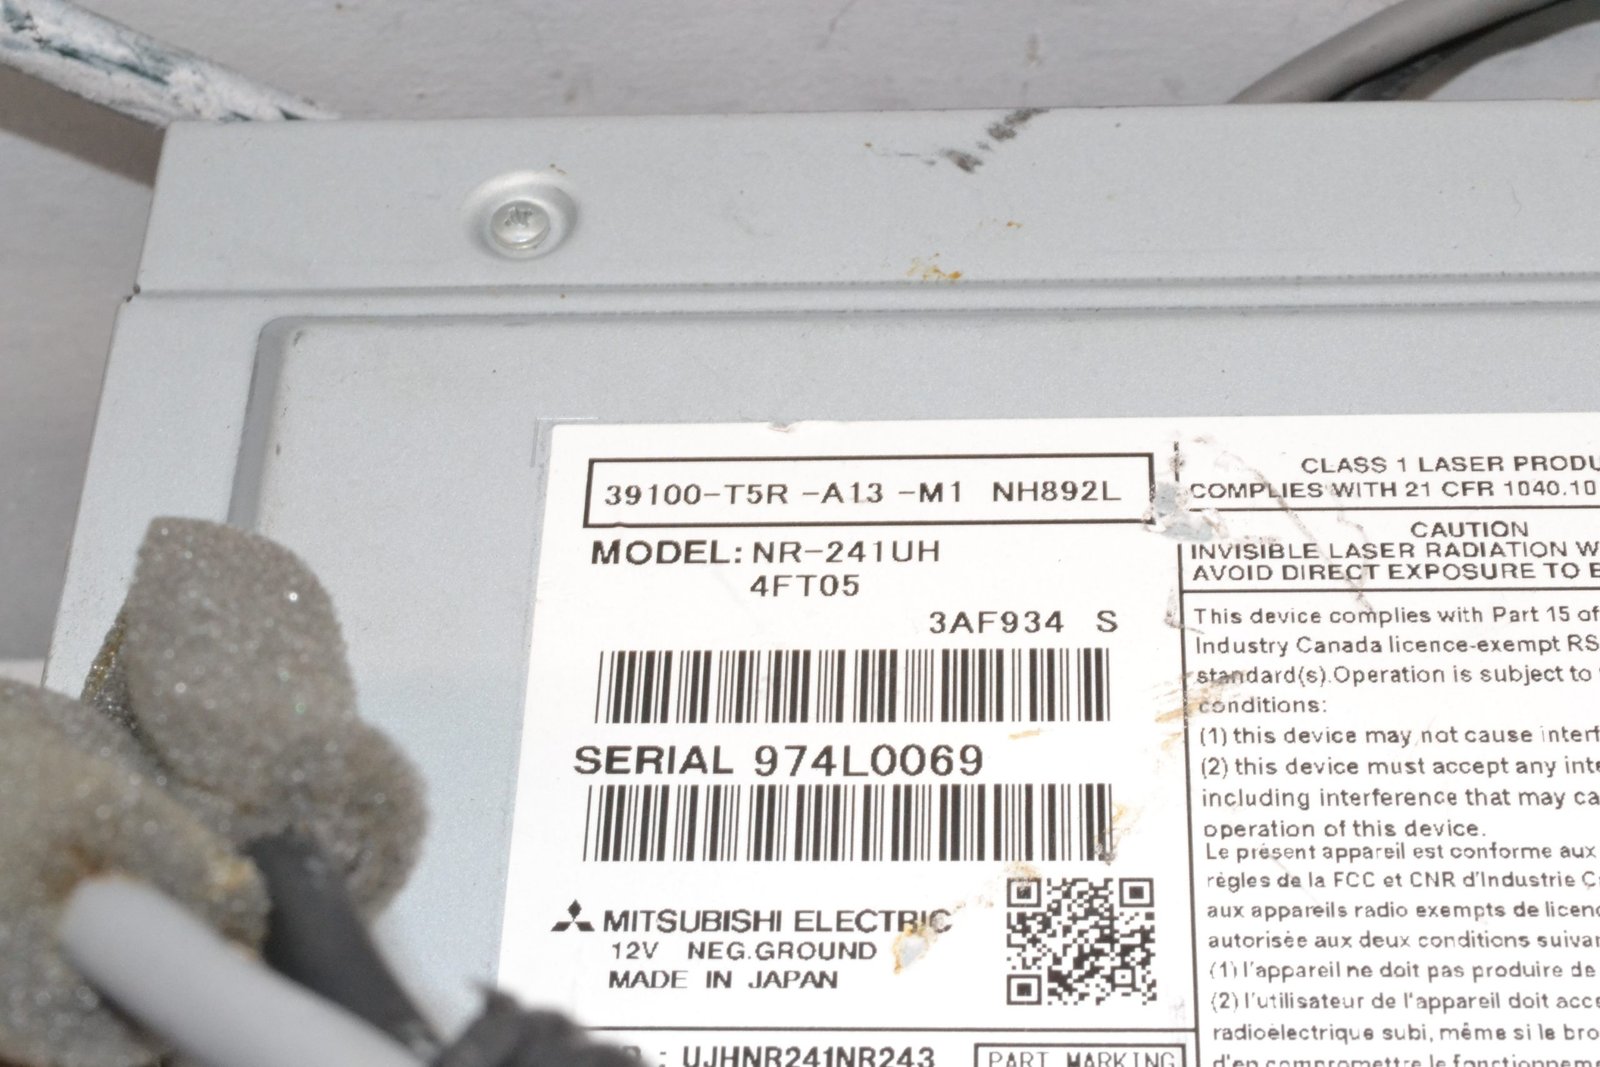 39100-T5R -A13 -M1 NH892L
MODEL: NR-241UH
4FT05
3AF934 S
SERIAL 974L0069
MITSUBISHI ELECTRIC
12V NEG.GROUND
MADE IN JAPAN
: UJHNR241NR243
PART MARKING
CLASS 1 LASER PRODU
COMPLIES WITH 21 CFR 1040.10
CAUTION
INVISIBLE LASER RADIATION W
AVOID DIRECT EXPOSURE TO B
This device complies with Part 15 of
Industry Canada licence-exempt RS
standard(s).Operation is subject to
conditions:
(1) this device may not cause interf
(2) this device must accept any inte
including interference that may ca
operation of this device.
Le présent appareil est conforme aux
règles de la FCC et CNR d'Industrie C
aux appareils radio exempts de licenc
autorisée aux deux conditions suivan
(1) l'appareil ne doit pas produire de
(2) l'utilisateur de l'appareil doit acce
radioélectrique subi, même si le bro
d'en compromettre le fonctionneme